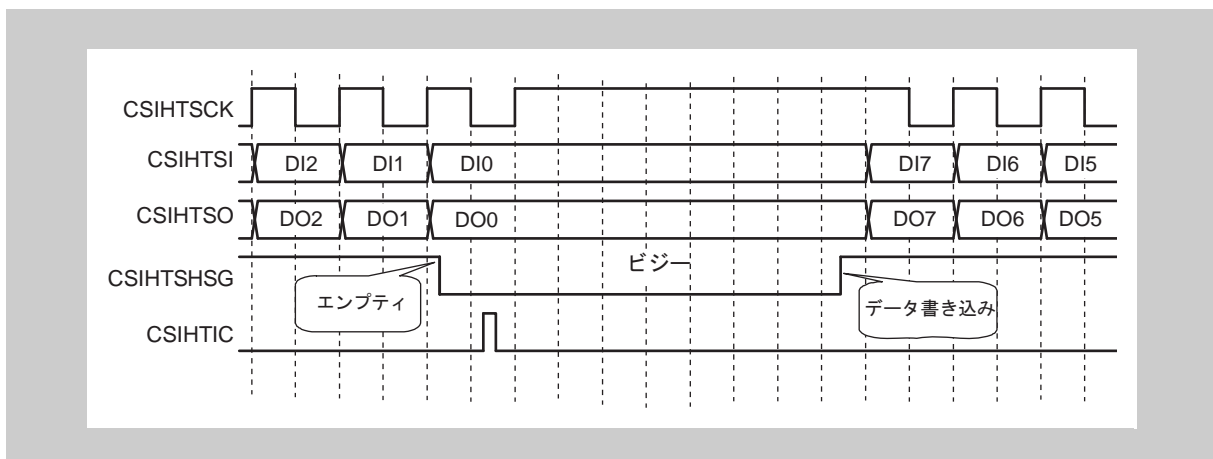 CSIHTSCK
CSIHTSI DI2 DI1 DI0 DI7 DI6 DI5
CSIHTSO DO2 DO1 DO0 DO7 DO6 DO5
CSIHTSHSG エンプティ ビジー データ書き込み
CSIHTIC